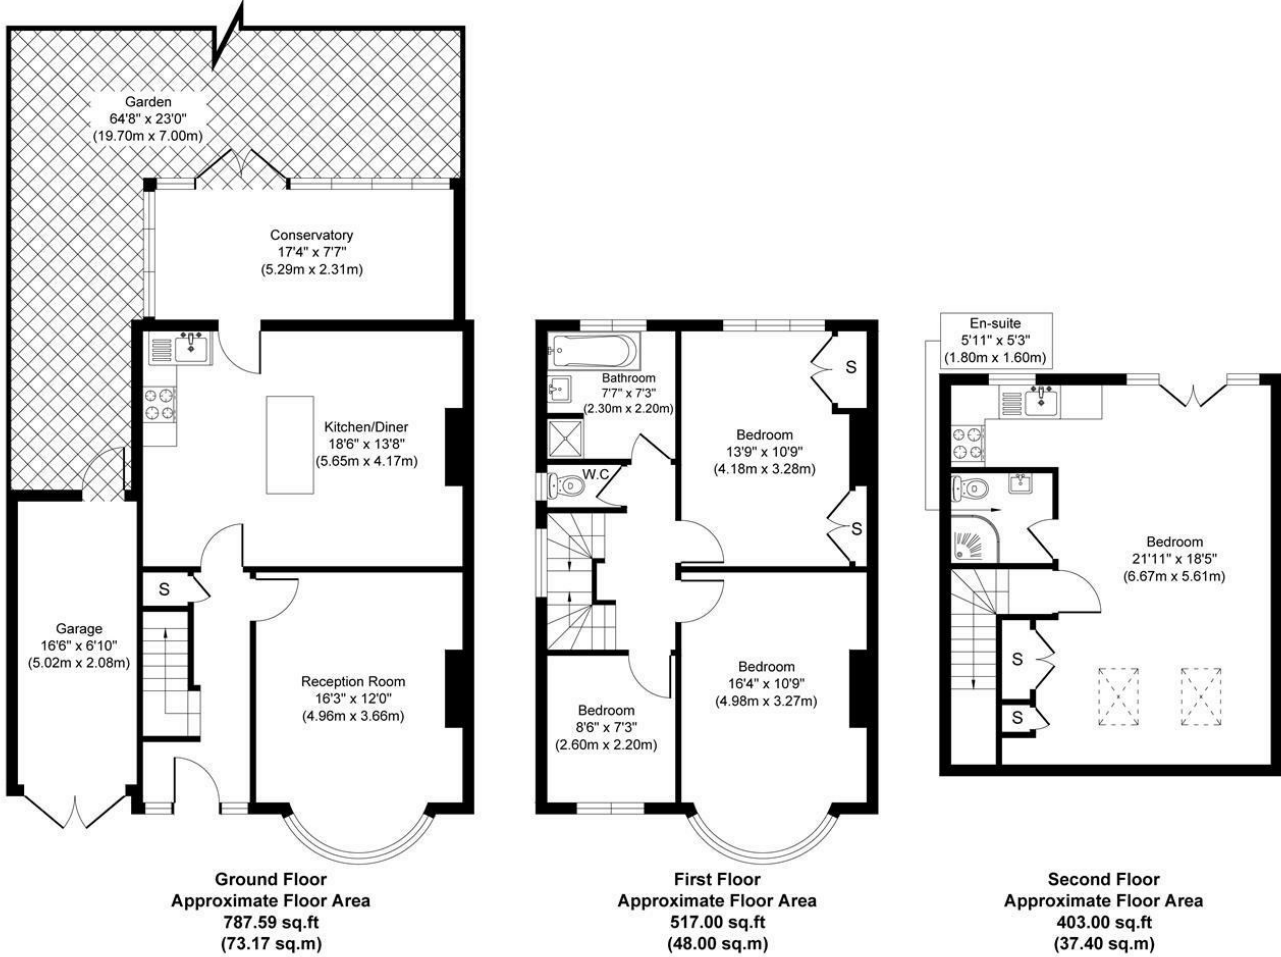 Garden
64'8" x 23'0"
(19.70m x 7.00m)
Conservatory
17'4" x 7'7"
(5.29m x 2.31m)
Kitchen/Diner
18'6" x 13'8"
(5.65m x 4.17m)
S
Garage
16'6" x 6'10"
(5.02m x 2.08m)
Reception Room
16'3" x 12'0"
(4.96m x 3.66m)
Ground Floor
Approximate Floor Area
787.59 sq.ft
(73.17 sq.m)
Bathroom
7'7" x 7'3"
(2.30m x 2.20m)
S
Bedroom
13'9" x 10'9"
(4.18m x 3.28m)
W.C
S
Bedroom
16'4" x 10'9"
(4.98m x 3.27m)
Bedroom
8'6" x 7'3"
(2.60m x 2.20m)
First Floor
Approximate Floor Area
517.00 sq.ft
(48.00 sq.m)
En-suite
5'11" x 5'3"
(1.80m x 1.60m)
Bedroom
21'11" x 18'5"
(6.67m x 5.61m)
S
S
Second Floor
Approximate Floor Area
403.00 sq.ft
(37.40 sq.m)